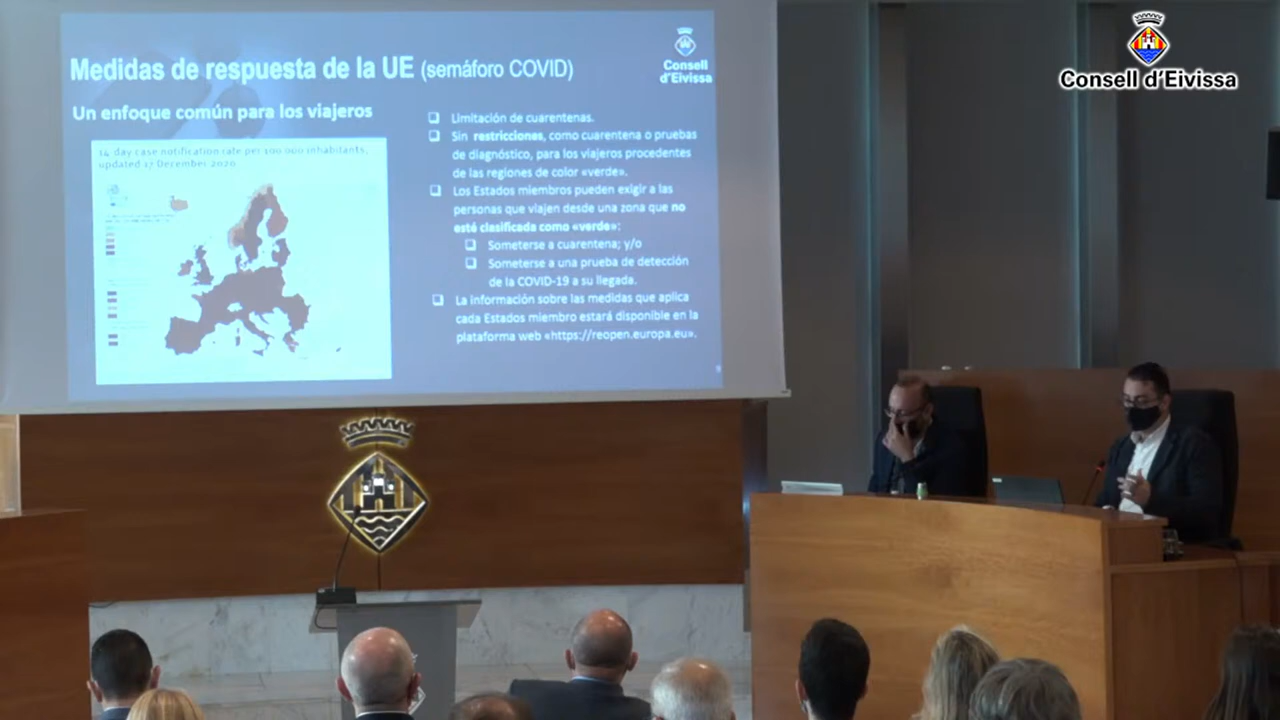 Medidas de respuesta de la UE (semáforo COVID)
Consell
d'Eivissa
Un enfoque común para los viajeros
14-day case notification rate per 100 000 inhabitants,
updated 17 December 2020
Limitación de cuarentenas.
Sin restricciones, como cuarentena o pruebas
de diagnóstico, para los viajeros procedentes
de las regiones de color «verde».
Los Estados miembros pueden exigir a las
personas que viajen desde una zona que no
esté clasificada como «verde»:
Someterse a cuarentena; y/o
Someterse a una prueba de detección
de la COVID-19 a su llegada.
La información sobre las medidas que aplica
cada Estados miembro estará disponible en la
plataforma web «https://reopen.europa.eu».
Consell d'Eivissa